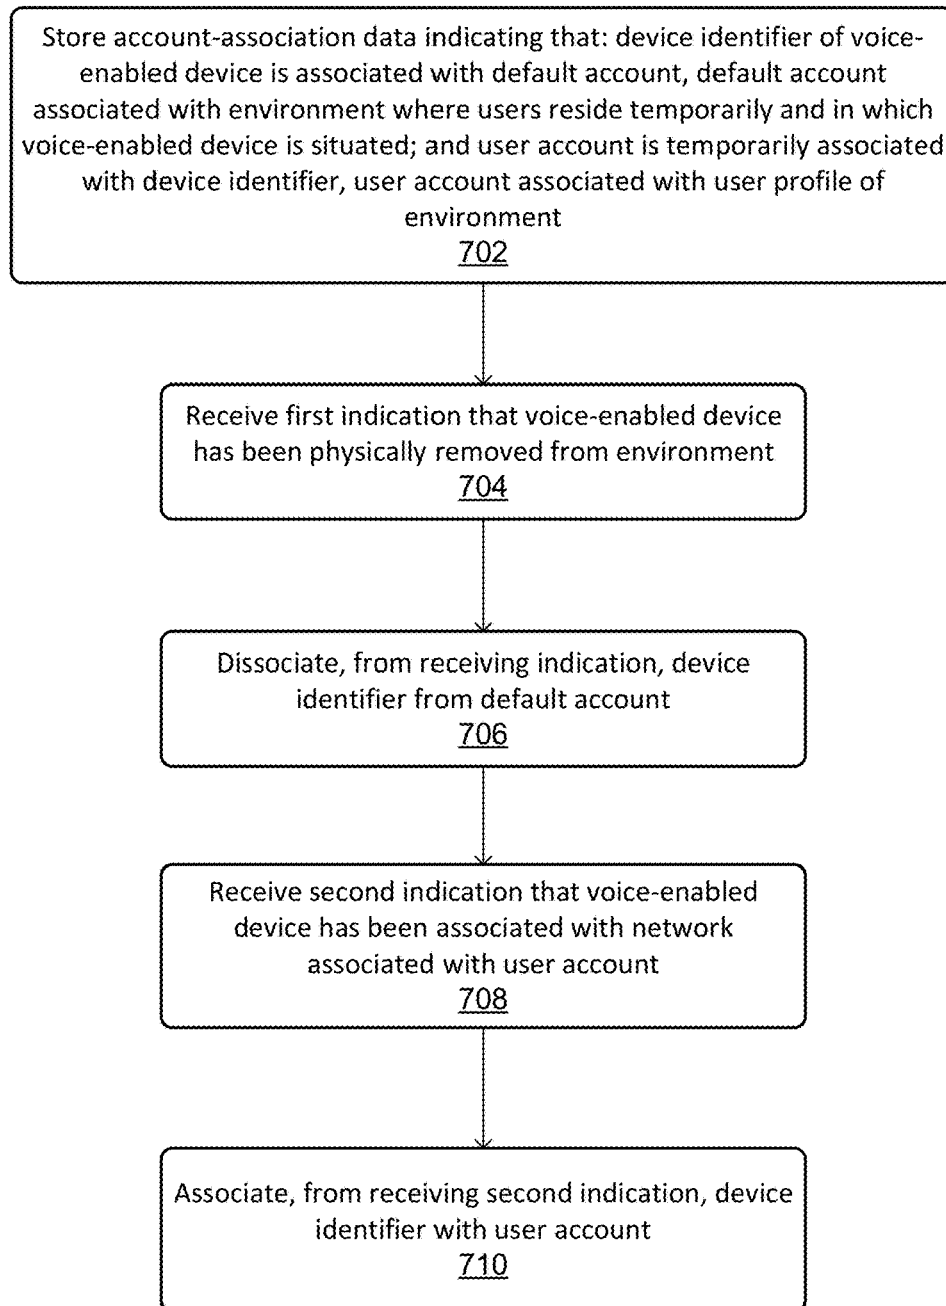 Store account-association data indicating that: device identifier of voice-
enabled device is associated with default account, default account
associated with environment where users reside temporarily and in which
voice-enabled device is situated; and user account is temporarily associated
with device identifier, user account associated with user profile of
environment
702
Receive first indication that voice-enabled device
has been physically removed from environment
704
Dissociate, from receiving indication, device
identifier from default account
706
Receive second indication that voice-enabled
device has been associated with network
associated with user account
708
Associate, from receiving second indication, device
identifier with user account
710